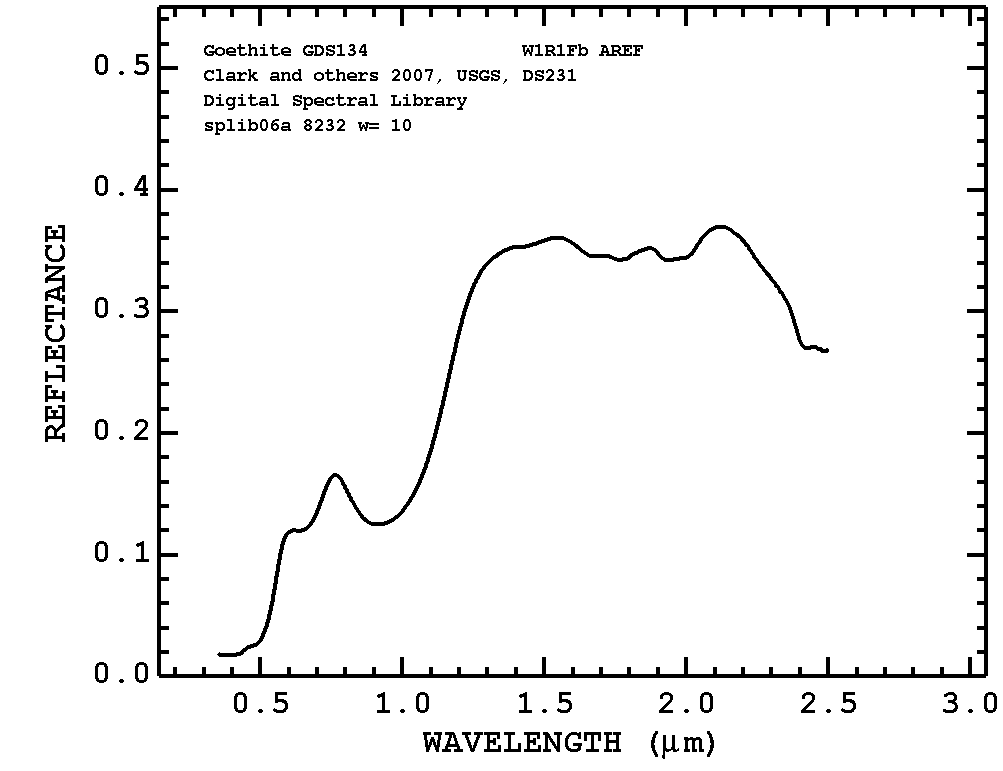 Goethite GDS134 W1R1Fb AREF
Clark and others 2007, USGS, DS231
Digital Spectral Library
splib06a 8232 w= 10
0.5
0.4
0.3
0.2
0.1
0.0
REFLECTANCE
0.5 1.0 1.5 2.0 2.5 3.0
WAVELENGTH (μm)